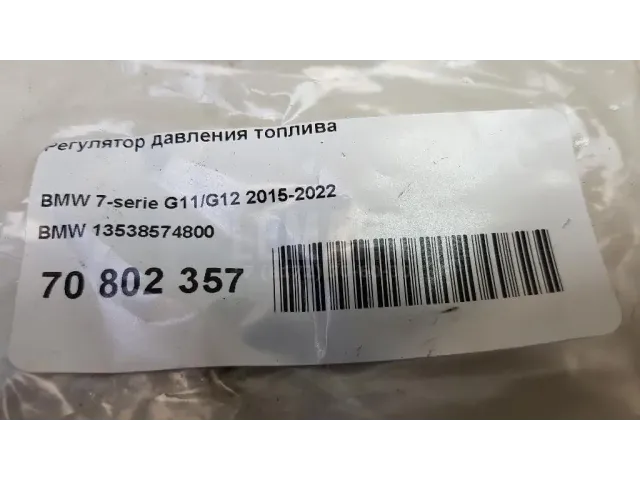 Регулятор давления топлива
BMW 7-serie G11/G12 2015-2022
BMW 13538574800
70 802 357